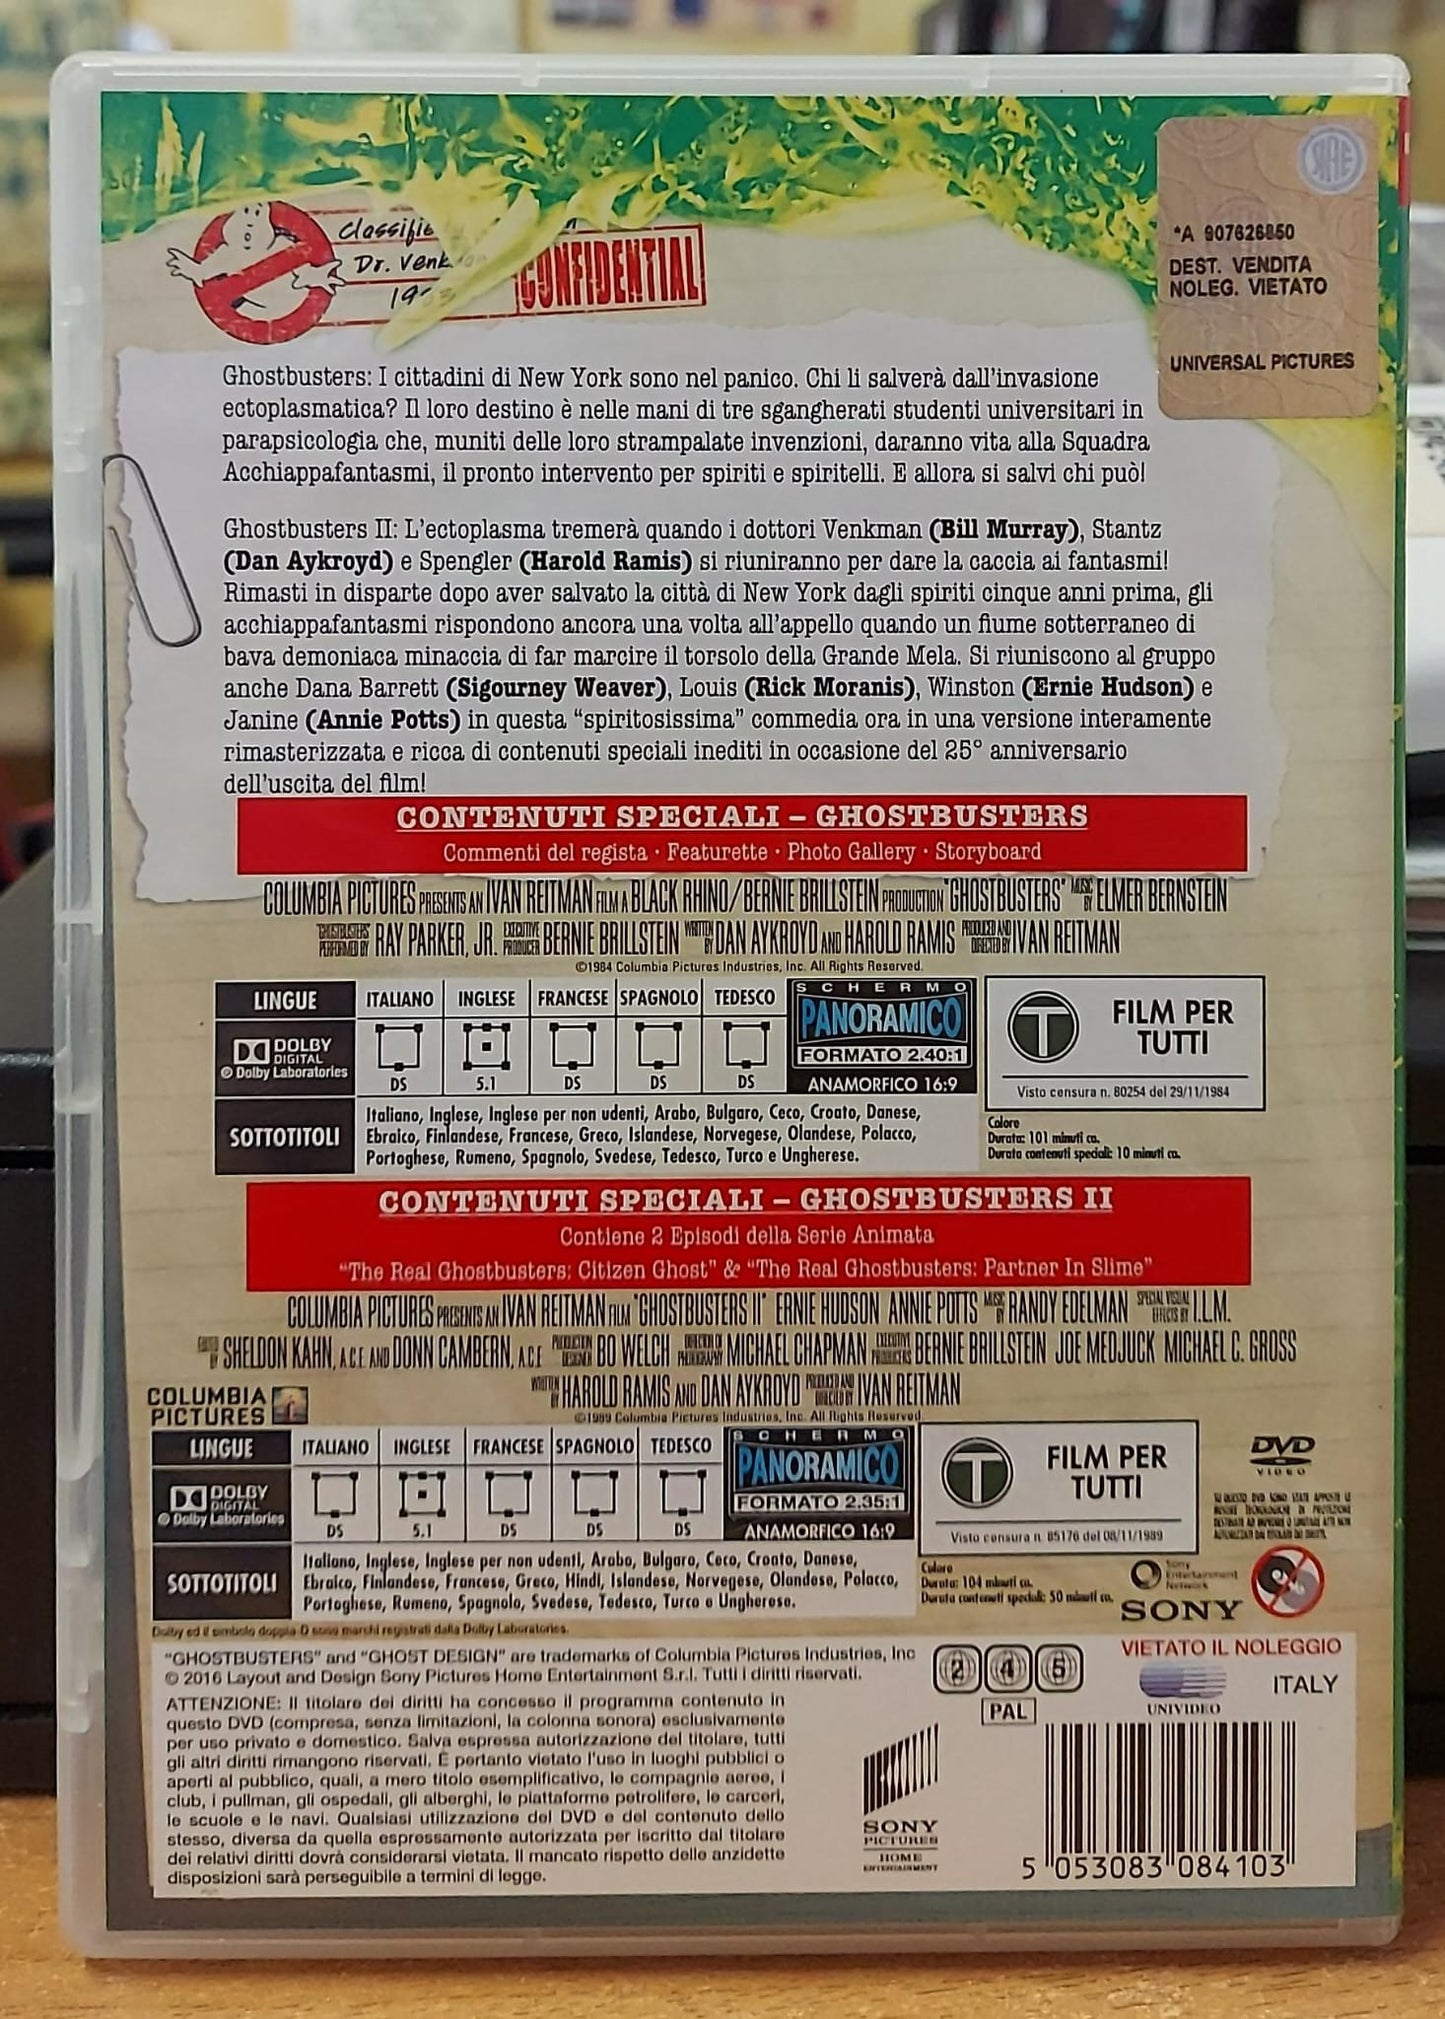 Classifie
Dr. Venk
CONFIDENTIAL
SIAE
*A 907626850
DEST. VENDITA
NOLEG. VIETATO
UNIVERSAL PICTURES
Ghostbusters: I cittadini di New York sono nel panico. Chi li salverà dall'invasione
ectoplasmatica? Il loro destino è nelle mani di tre sgangherati studenti universitari in
parapsicologia che, muniti delle loro strampalate invenzioni, daranno vita alla Squadra
Acchiappafantasmi, il pronto intervento per spiriti e spiritelli. E allora si salvi chi può!
Ghostbusters II: L'ectoplasma tremerà quando i dottori Venkman (Bill Murray), Stantz
(Dan Aykroyd) e Spengler (Harold Ramis) si riuniranno per dare la caccia ai fantasmi!
Rimasti in disparte dopo aver salvato la città di New York dagli spiriti cinque anni prima, gli
acchiappafantasmi rispondono ancora una volta all'appello quando un fiume sotterraneo di
bava demoniaca minaccia di far marcire il torsolo della Grande Mela. Si riuniscono al gruppo
anche Dana Barrett (Sigourney Weaver), Louis (Rick Moranis), Winston (Ernie Hudson) e
Janine (Annie Potts) in questa "spiritosissima" commedia ora in una versione interamente
rimasterizzata e ricca di contenuti speciali inediti in occasione del 25° anniversario
dell'uscita del film!
CONTENUTI SPECIALI – GHOSTBUSTERS
Commenti del regista · Featurette · Photo Gallery · Storyboard
COLUMBIA PICTURES PRESENTS AN IVAN REITMAN FILM A BLACK RHINO/BERNIE BRILLSTEIN PRODUCTION "GHOSTBUSTERS" MUSIC BY ELMER BERNSTEIN
"GHOSTBUSTERS" PERFORMED BY RAY PARKER, JR. EXECUTIVE PRODUCER BERNIE BRILLSTEIN WRITTEN BY DAN AYKROYD AND HAROLD RAMIS PRODUCED AND DIRECTED BY IVAN REITMAN
©1984 Columbia Pictures Industries, Inc. All Rights Reserved.
LINGUE ITALIANO INGLESE FRANCESE SPAGNOLO TEDESCO
DOLBY DIGITAL
© Dolby Laboratories
DS 5.1 DS DS DS
SCHERMO
PANORAMICO
FORMATO 2.40:1
ANAMORFICO 16:9
T FILM PER TUTTI
Visto censura n. 80254 del 29/11/1984
SOTTOTITOLI
Italiano, Inglese, Inglese per non udenti, Arabo, Bulgaro, Ceco, Croato, Danese,
Ebraico, Finlandese, Francese, Greco, Islandese, Norvegese, Olandese, Polacco,
Portoghese, Rumeno, Spagnolo, Svedese, Tedesco, Turco e Ungherese.
Colore
Durata: 101 minuti ca.
Durata contenuti speciali: 10 minuti ca.
CONTENUTI SPECIALI – GHOSTBUSTERS II
Contiene 2 Episodi della Serie Animata
"The Real Ghostbusters: Citizen Ghost" & "The Real Ghostbusters: Partner In Slime"
COLUMBIA PICTURES PRESENTS AN IVAN REITMAN FILM "GHOSTBUSTERS II" ERNIE HUDSON ANNIE POTTS MUSIC BY RANDY EDELMAN SPECIAL VISUAL EFFECTS BY I.L.M.
EDITED BY SHELDON KAHN, A.C.E. AND DONN CAMBERN, A.C.E. PRODUCTION DESIGNER BO WELCH DIRECTOR OF PHOTOGRAPHY MICHAEL CHAPMAN EXECUTIVE PRODUCERS BERNIE BRILLSTEIN JOE MEDJUCK MICHAEL C. GROSS
WRITTEN BY HAROLD RAMIS AND DAN AYKROYD PRODUCED AND DIRECTED BY IVAN REITMAN
COLUMBIA
PICTURES
©1989 Columbia Pictures Industries, Inc. All Rights Reserved
LINGUE ITALIANO INGLESE FRANCESE SPAGNOLO TEDESCO
DOLBY DIGITAL
© Dolby Laboratories
DS 5.1 DS DS DS
SCHERMO
PANORAMICO
FORMATO 2.35:1
ANAMORFICO 16:9
T FILM PER TUTTI
Visto censura n. 85176 del 08/11/1989
DVD
VIDEO
SU QUESTO DVD SONO STATE APPOSTE LE
MISURE TECNOLOGICHE DI PROTEZIONE
DESTINATE AD IMPEDIRE O LIMITARE ATTI NON
AUTORIZZATI DAI TITOLARI DEI DIRITTI.
SOTTOTITOLI
Italiano, Inglese, Inglese per non udenti, Arabo, Bulgaro, Ceco, Croato, Danese,
Ebraico, Finlandese, Francese, Greco, Hindi, Islandese, Norvegese, Olandese, Polacco,
Portoghese, Rumeno, Spagnolo, Svedese, Tedesco, Turco e Ungherese.
Colore
Durata: 104 minuti ca.
Durata contenuti speciali: 50 minuti ca.
Sony
Entertainment
Network
SONY
Dolby ed il simbolo doppia D sono marchi registrati dalla Dolby Laboratories.
"GHOSTBUSTERS" and "GHOST DESIGN" are trademarks of Columbia Pictures Industries, Inc
© 2016 Layout and Design Sony Pictures Home Entertainment S.r.l. Tutti i diritti riservati.
ATTENZIONE: Il titolare dei diritti ha concesso il programma contenuto in
questo DVD (compresa, senza limitazioni, la colonna sonora) esclusivamente
per uso privato e domestico. Salva espressa autorizzazione del titolare, tutti
gli altri diritti rimangono riservati. È pertanto vietato l'uso in luoghi pubblici o
aperti al pubblico, quali, a mero titolo esemplificativo, le compagnie aeree, i
club, i pullman, gli ospedali, gli alberghi, le piattaforme petrolifere, le carceri,
le scuole e le navi. Qualsiasi utilizzazione del DVD e del contenuto dello
stesso, diversa da quella espressamente autorizzata per iscritto dal titolare
dei relativi diritti dovrà considerarsi vietata. Il mancato rispetto delle anzidette
disposizioni sarà perseguibile a termini di legge.
2 4 5
PAL
VIETATO IL NOLEGGIO
UNIVIDEO
ITALY
SONY
PICTURES
HOME
ENTERTAINMENT
5 053083 084103